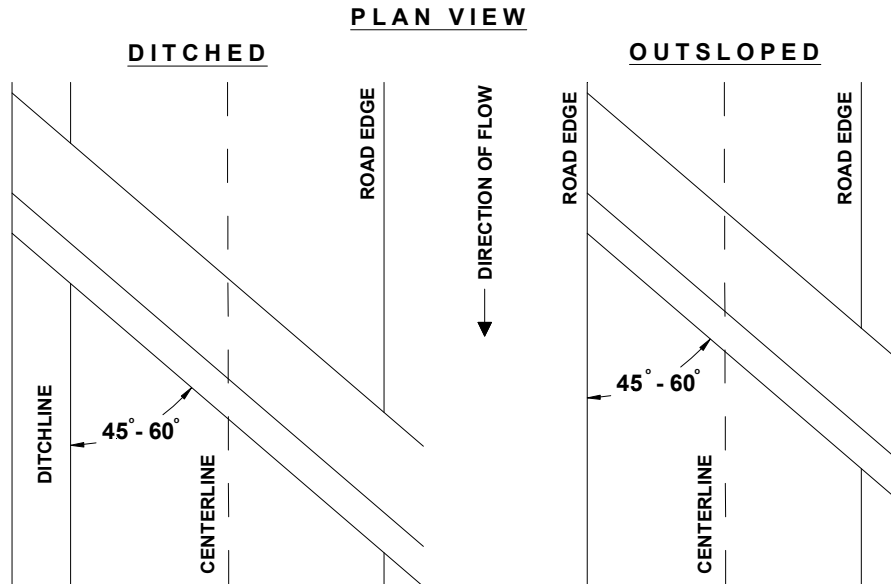 PLAN VIEW
DITCHED
OUTSLOPED
ROAD EDGE
DIRECTION OF FLOW
ROAD EDGE
ROAD EDGE
45° - 60°
45° - 60°
DITCHLINE
CENTERLINE
CENTERLINE